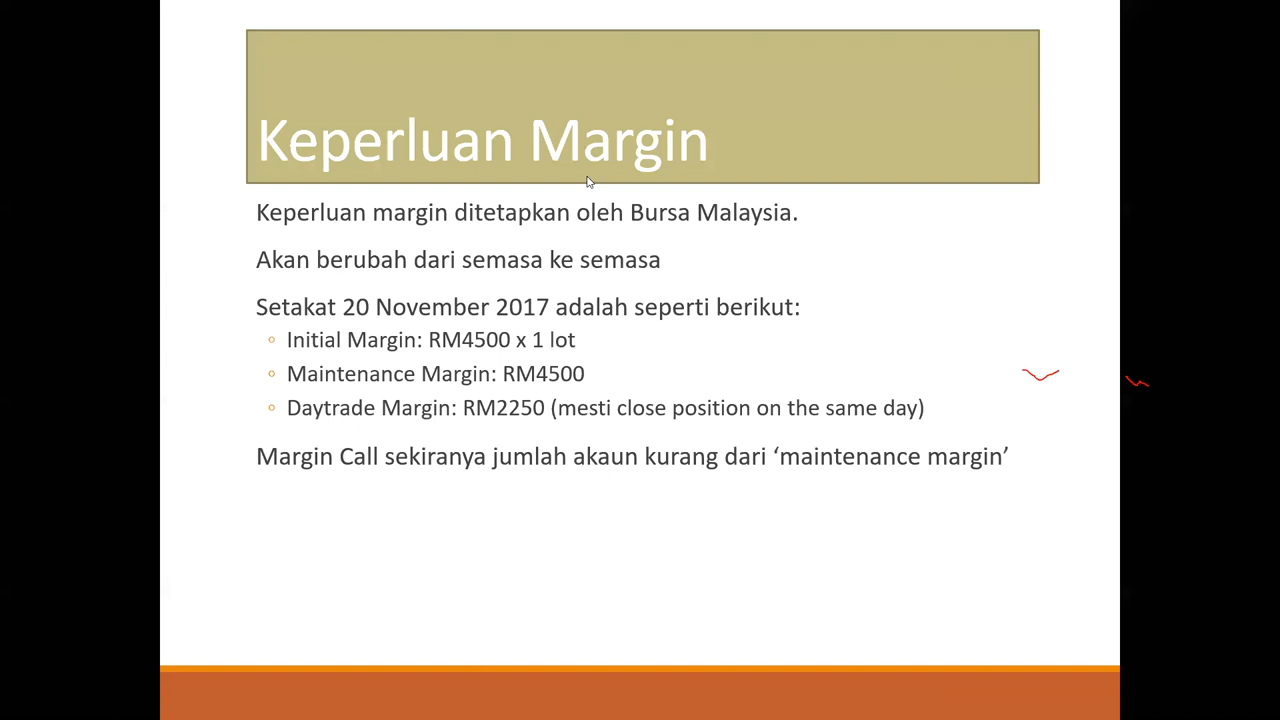 Keperluan Margin
Keperluan margin ditetapkan oleh Bursa Malaysia.
Akan berubah dari semasa ke semasa
Setakat 20 November 2017 adalah seperti berikut:
Initial Margin: RM4500 x 1 lot
Maintenance Margin: RM4500
Daytrade Margin: RM2250 (mesti close position on the same day)
Margin Call sekiranya jumlah akaun kurang dari ‘maintenance margin’